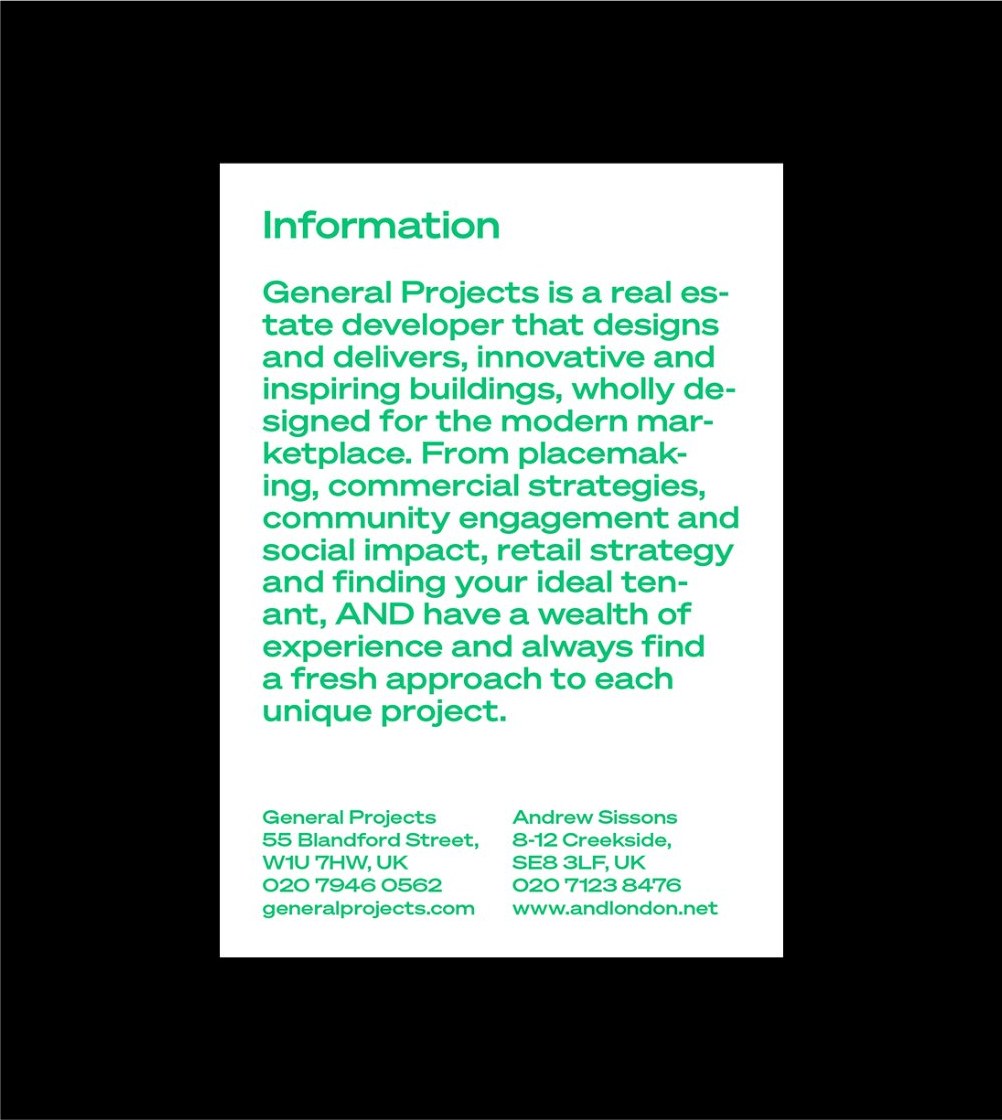 Information
General Projects is a real es-
tate developer that designs
and delivers, innovative and
inspiring buildings, wholly de-
signed for the modern mar-
ketplace. From placemak-
ing, commercial strategies,
community engagement and
social impact, retail strategy
and finding your ideal ten-
ant, AND have a wealth of
experience and always find
a fresh approach to each
unique project.
General Projects
55 Blandford Street,
W1U 7HW, UK
020 7946 0562
generalprojects.com
Andrew Sissons
8-12 Creekside,
SE8 3LF, UK
020 7123 8476
www.andlondon.net